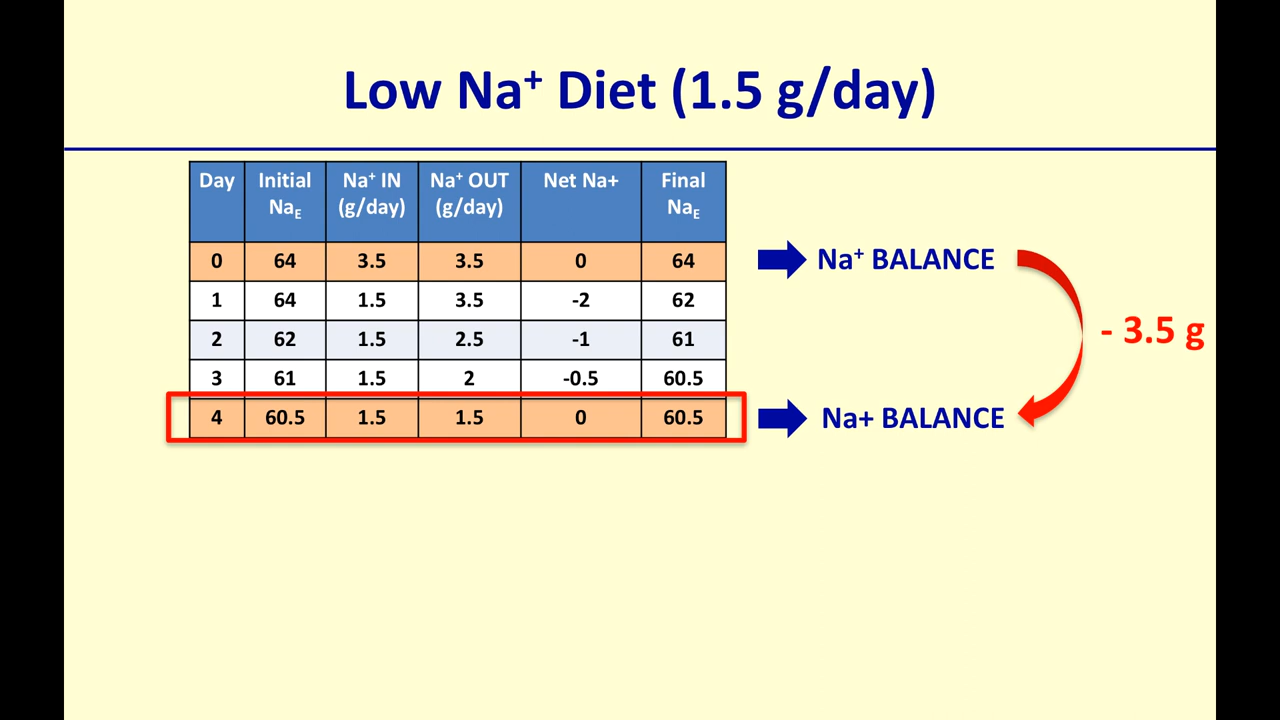 Low Na⁺ Diet (1.5 g/day)
Day Initial Na⁺ IN Na⁺ OUT Net Na+ Final
NaE (g/day) (g/day) NaE
0 64 3.5 3.5 0 64
1 64 1.5 3.5 -2 62
2 62 1.5 2.5 -1 61
3 61 1.5 2 -0.5 60.5
4 60.5 1.5 1.5 0 60.5
Na⁺ BALANCE
- 3.5 g
Na+ BALANCE